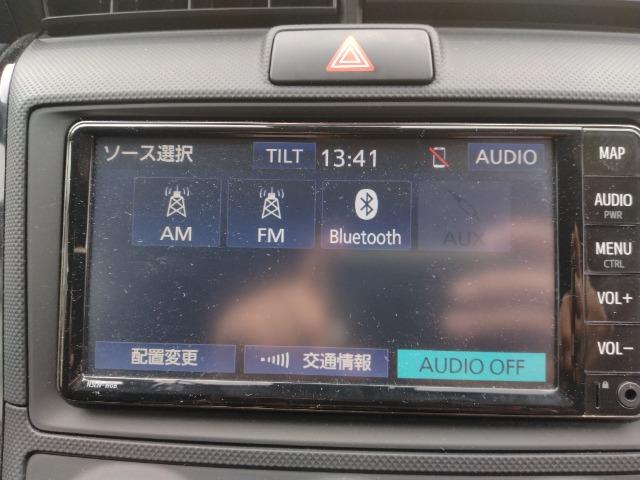 ソース選択 TILT 13:41 AUDIO
AM FM Bluetooth AUX
配置変更 交通情報 AUDIO OFF
MAP
AUDIO
PWR
MENU
CTRL
VOL+
VOL−